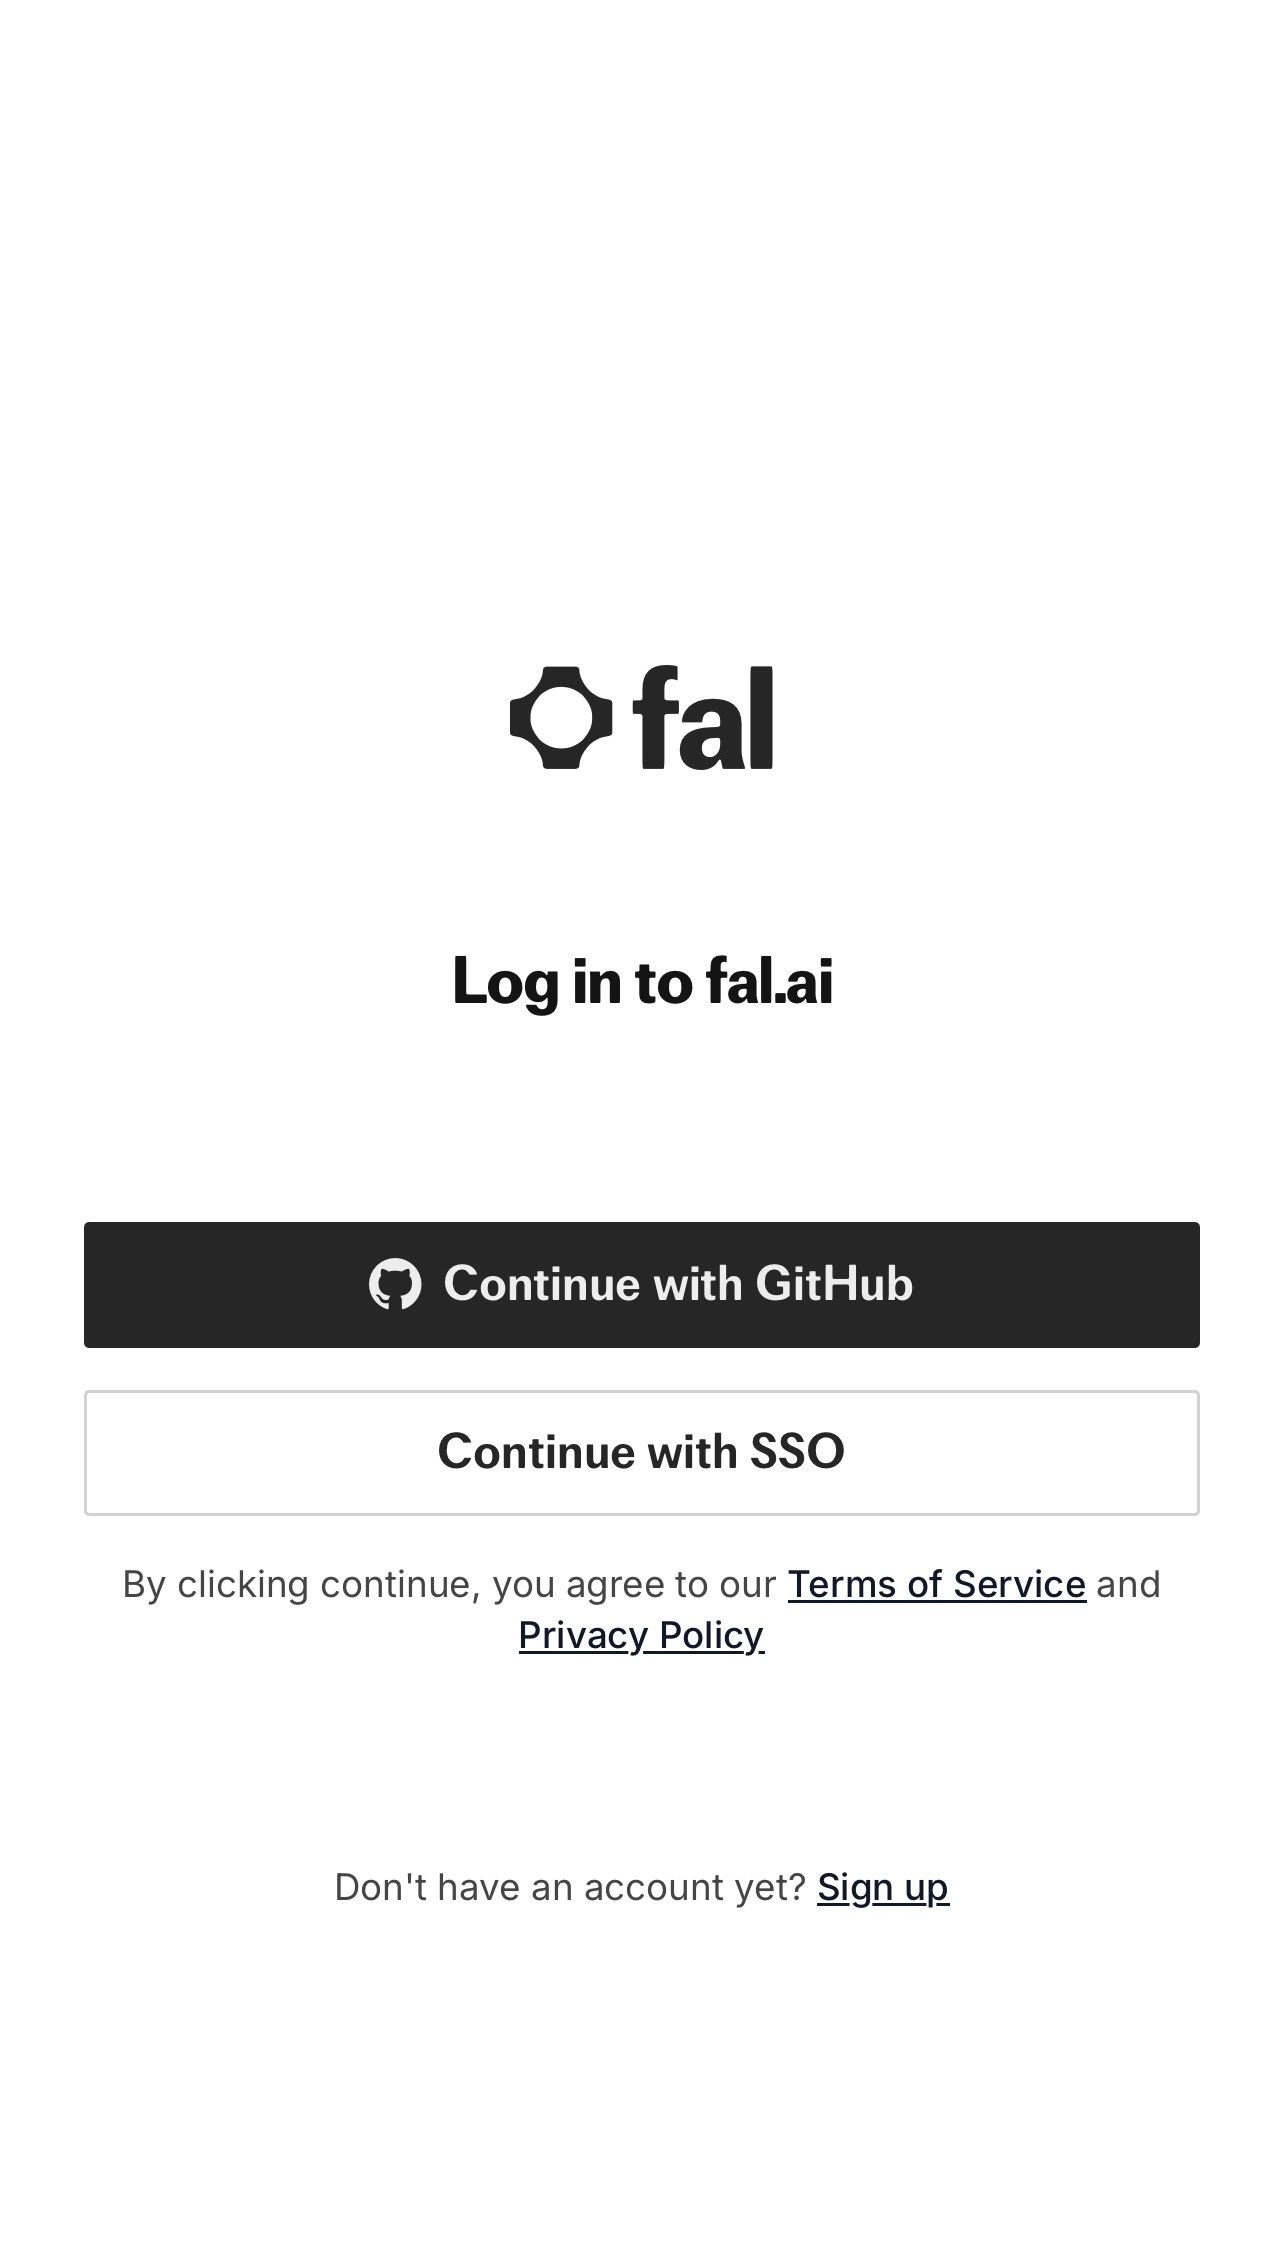 fal
Log in to fal.ai
Continue with GitHub
Continue with SSO
By clicking continue, you agree to our Terms of Service and
Privacy Policy
Don't have an account yet? Sign up